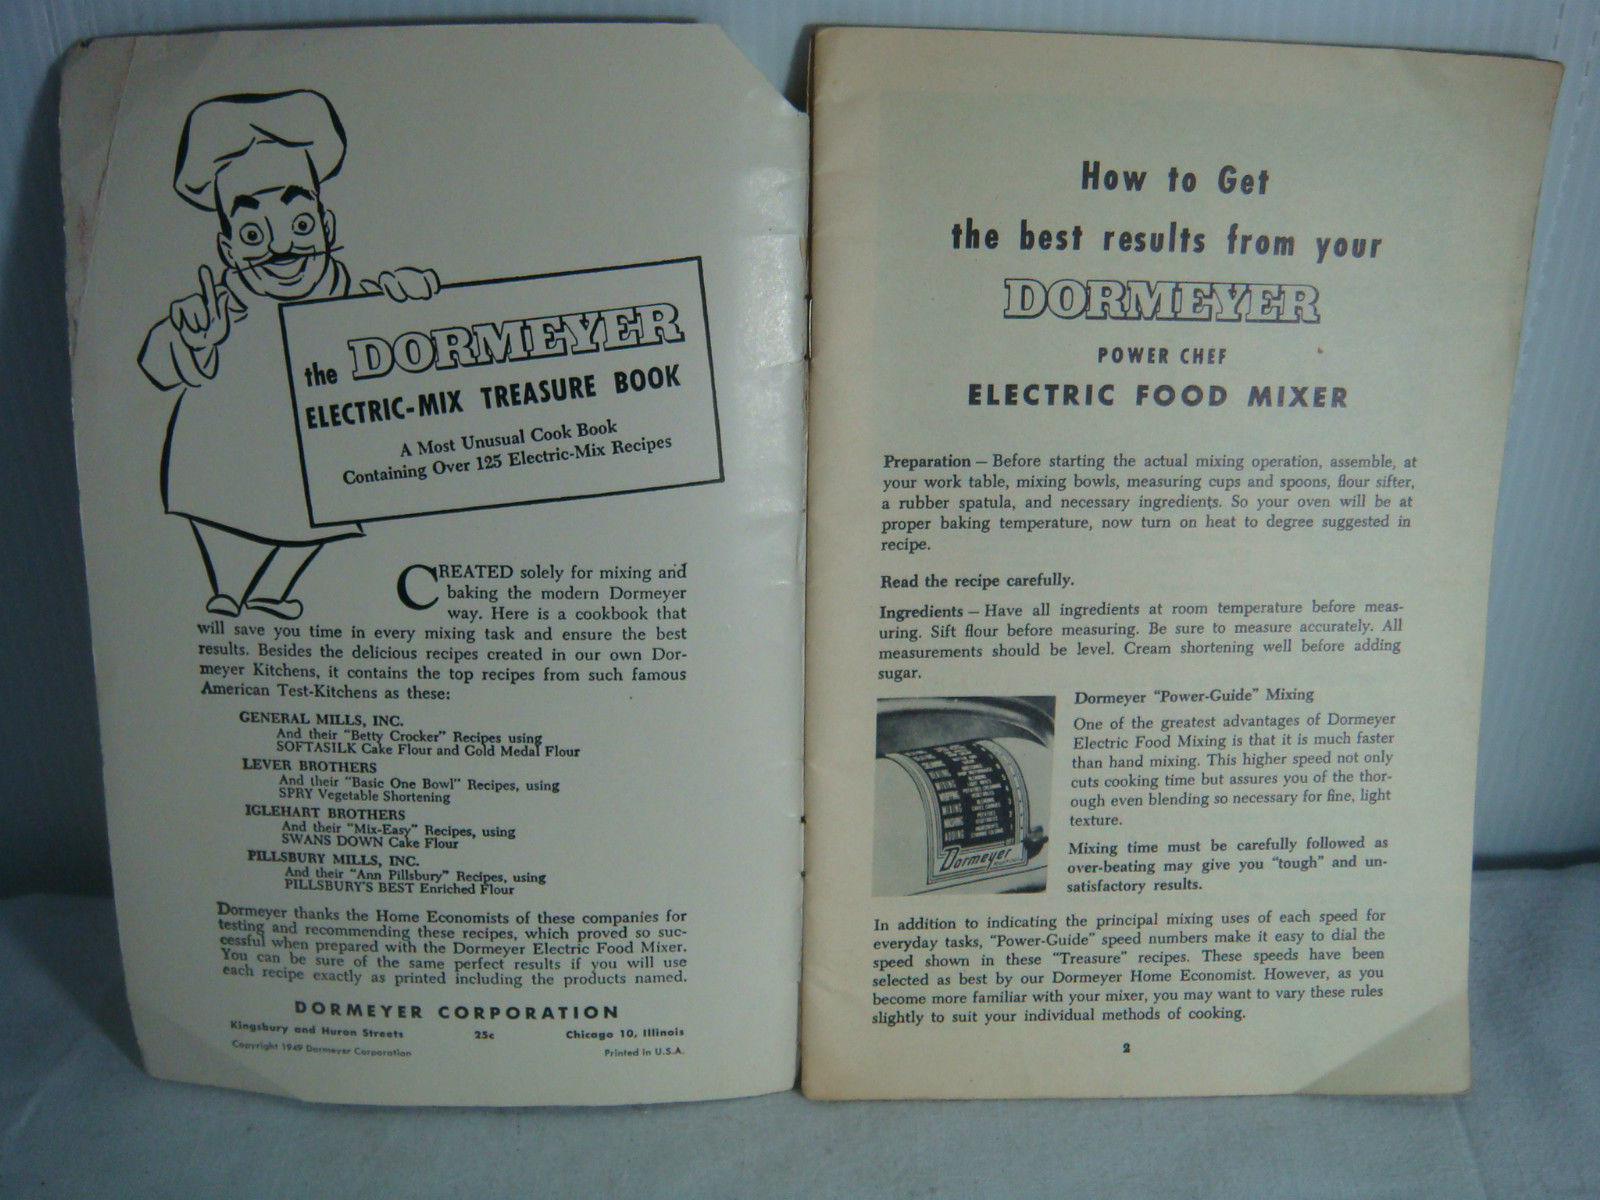 the DORMEYER
ELECTRIC-MIX TREASURE BOOK
A Most Unusual Cook Book
Containing Over 125 Electric-Mix Recipes
CREATED solely for mixing and
baking the modern Dormeyer
way. Here is a cookbook that
will save you time in every mixing task and ensure the best
results. Besides the delicious recipes created in our own Dor-
meyer Kitchens, it contains the top recipes from such famous
American Test-Kitchens as these:
GENERAL MILLS, INC.
And their "Betty Crocker" Recipes using
SOFTASILK Cake Flour and Gold Medal Flour
LEVER BROTHERS
And their "Basic One Bowl" Recipes, using
SPRY Vegetable Shortening
IGLEHART BROTHERS
And their "Mix-Easy" Recipes, using
SWANS DOWN Cake Flour
PILLSBURY MILLS, INC.
And their "Ann Pillsbury" Recipes, using
PILLSBURY'S BEST Enriched Flour
Dormeyer thanks the Home Economists of these companies for
testing and recommending these recipes, which proved so suc-
cessful when prepared with the Dormeyer Electric Food Mixer.
You can be sure of the same perfect results if you will use
each recipe exactly as printed including the products named.
DORMEYER CORPORATION
Kingsbury and Huron Streets 25c Chicago 10, Illinois
Copyright 1949 Dormeyer Corporation Printed in U.S.A.
How to Get
the best results from your
DORMEYER
POWER CHEF
ELECTRIC FOOD MIXER
Preparation — Before starting the actual mixing operation, assemble, at
your work table, mixing bowls, measuring cups and spoons, flour sifter,
a rubber spatula, and necessary ingredients. So your oven will be at
proper baking temperature, now turn on heat to degree suggested in
recipe.
Read the recipe carefully.
Ingredients — Have all ingredients at room temperature before meas-
uring. Sift flour before measuring. Be sure to measure accurately. All
measurements should be level. Cream shortening well before adding
sugar.
MIXING
WHIPPING
MIXING
MASHING
ADDING
Dormeyer
Dormeyer "Power-Guide" Mixing
One of the greatest advantages of Dormeyer
Electric Food Mixing is that it is much faster
than hand mixing. This higher speed not only
cuts cooking time but assures you of the thor-
ough even blending so necessary for fine, light
texture.
Mixing time must be carefully followed as
over-beating may give you "tough" and un-
satisfactory results.
In addition to indicating the principal mixing uses of each speed for
everyday tasks, "Power-Guide" speed numbers make it easy to dial the
speed shown in these "Treasure" recipes. These speeds have been
selected as best by our Dormeyer Home Economist. However, as you
become more familiar with your mixer, you may want to vary these rules
slightly to suit your individual methods of cooking.
2